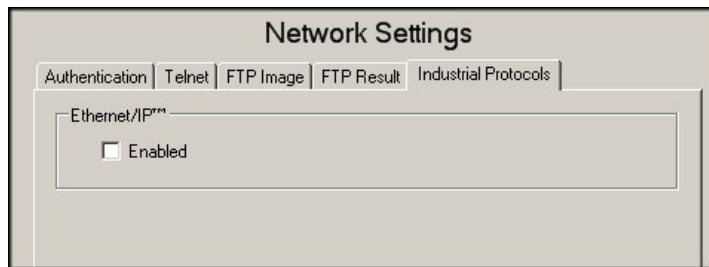 Network Settings
Authentication Telnet FTP Image FTP Result Industrial Protocols
Ethernet/IP™
Enabled